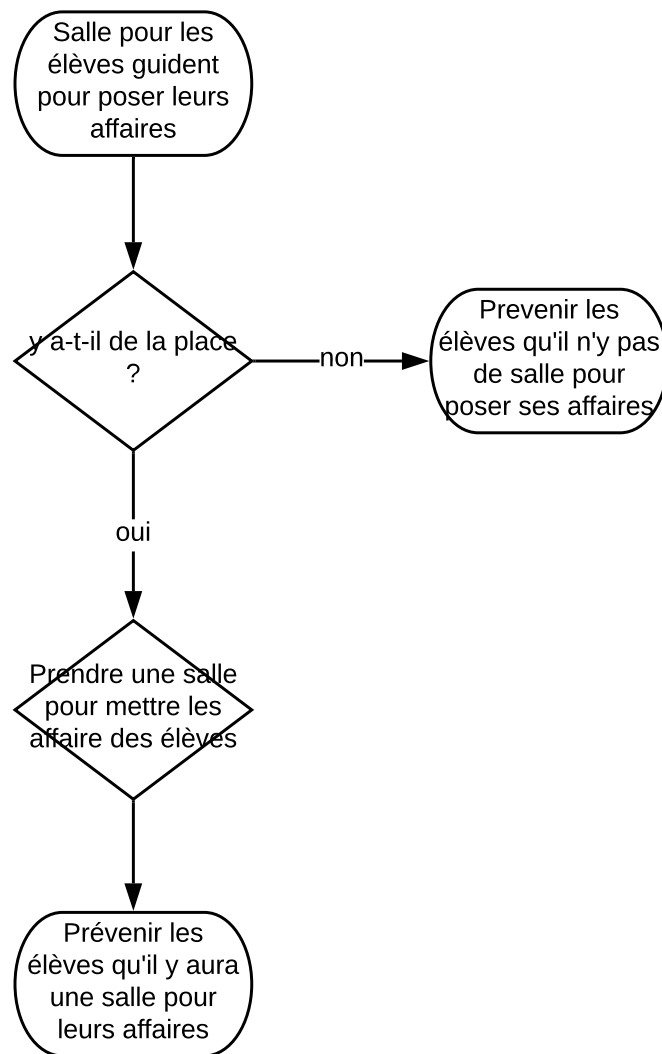 Salle pour les
élèves guident
pour poser leurs
affaires
y a-t-il de la place
?
non
Prevenir les
élèves qu'il n'y pas
de salle pour
poser ses affaires
oui
Prendre une salle
pour mettre les
affaire des élèves
Prévenir les
élèves qu'il y aura
une salle pour
leurs affaires